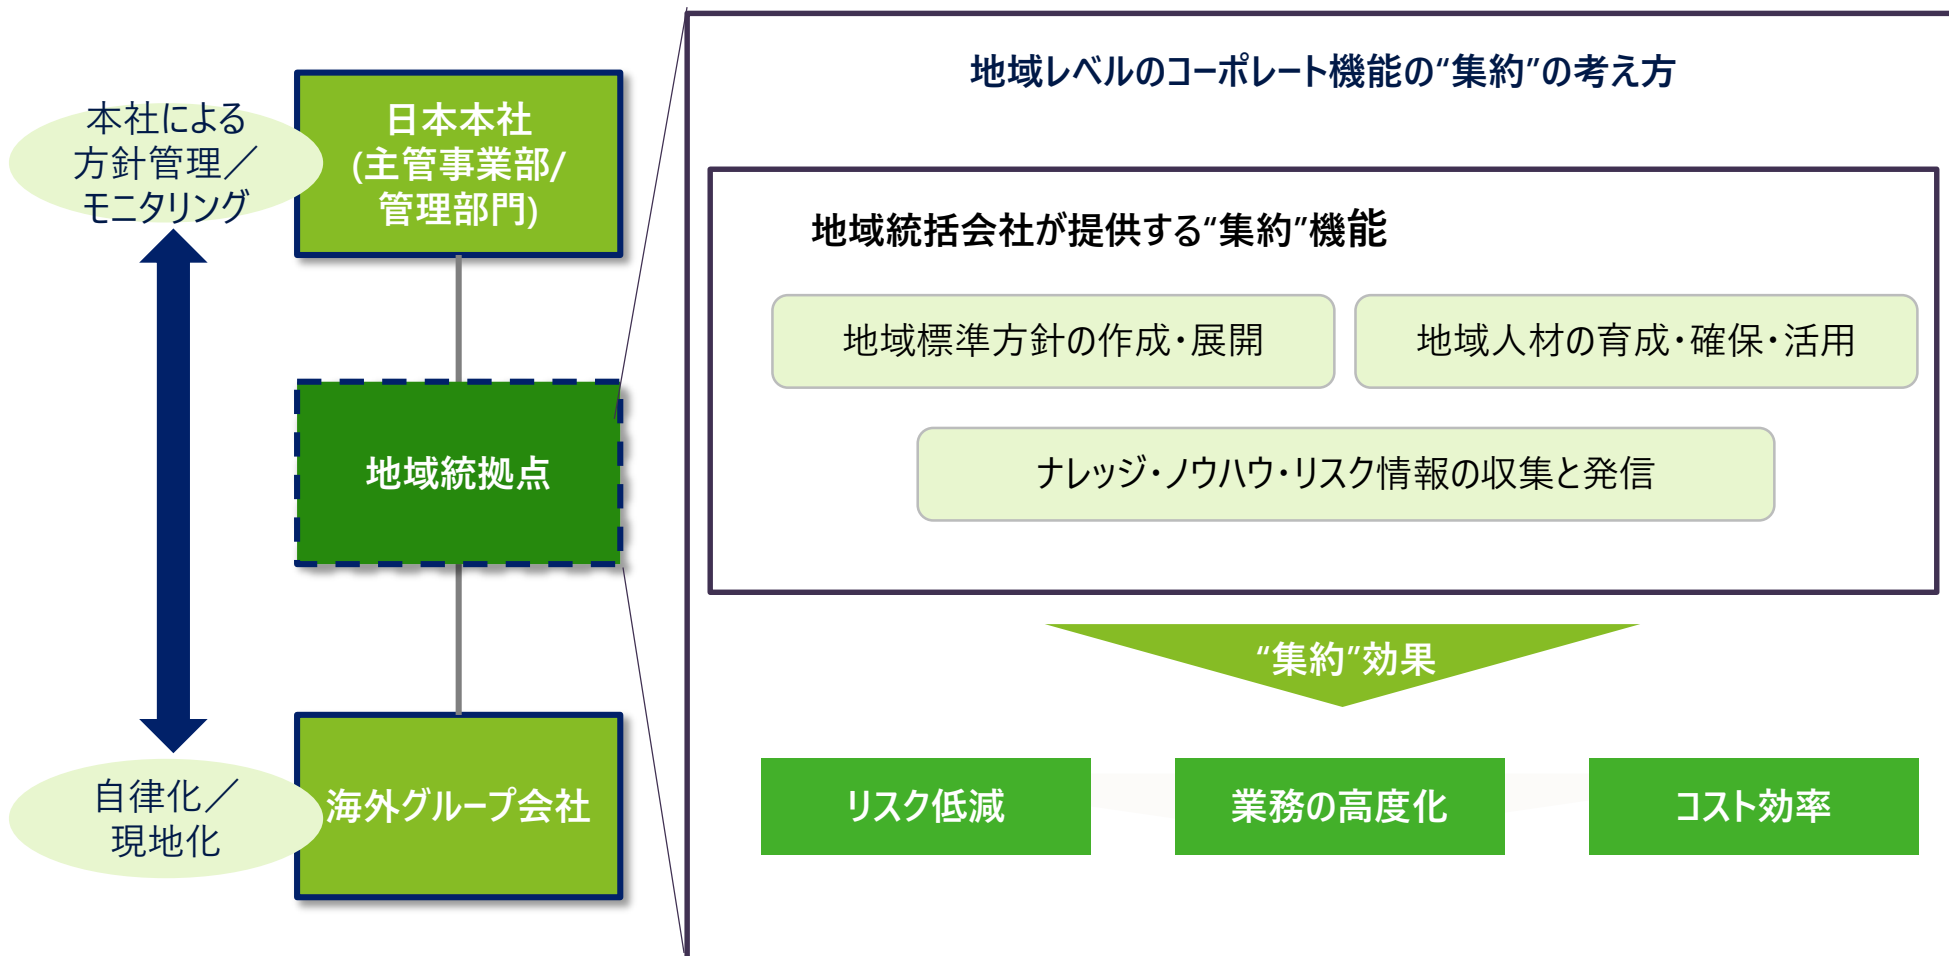 本社による
方針管理／
モニタリング
日本本社
(主管事業部/
管理部門)
地域統拠点
自律化／
現地化
海外グループ会社
地域レベルのコーポレート機能の“集約”の考え方
地域統括会社が提供する“集約”機能
地域標準方針の作成・展開
地域人材の育成・確保・活用
ナレッジ・ノウハウ・リスク情報の収集と発信
“集約”効果
リスク低減
業務の高度化
コスト効率